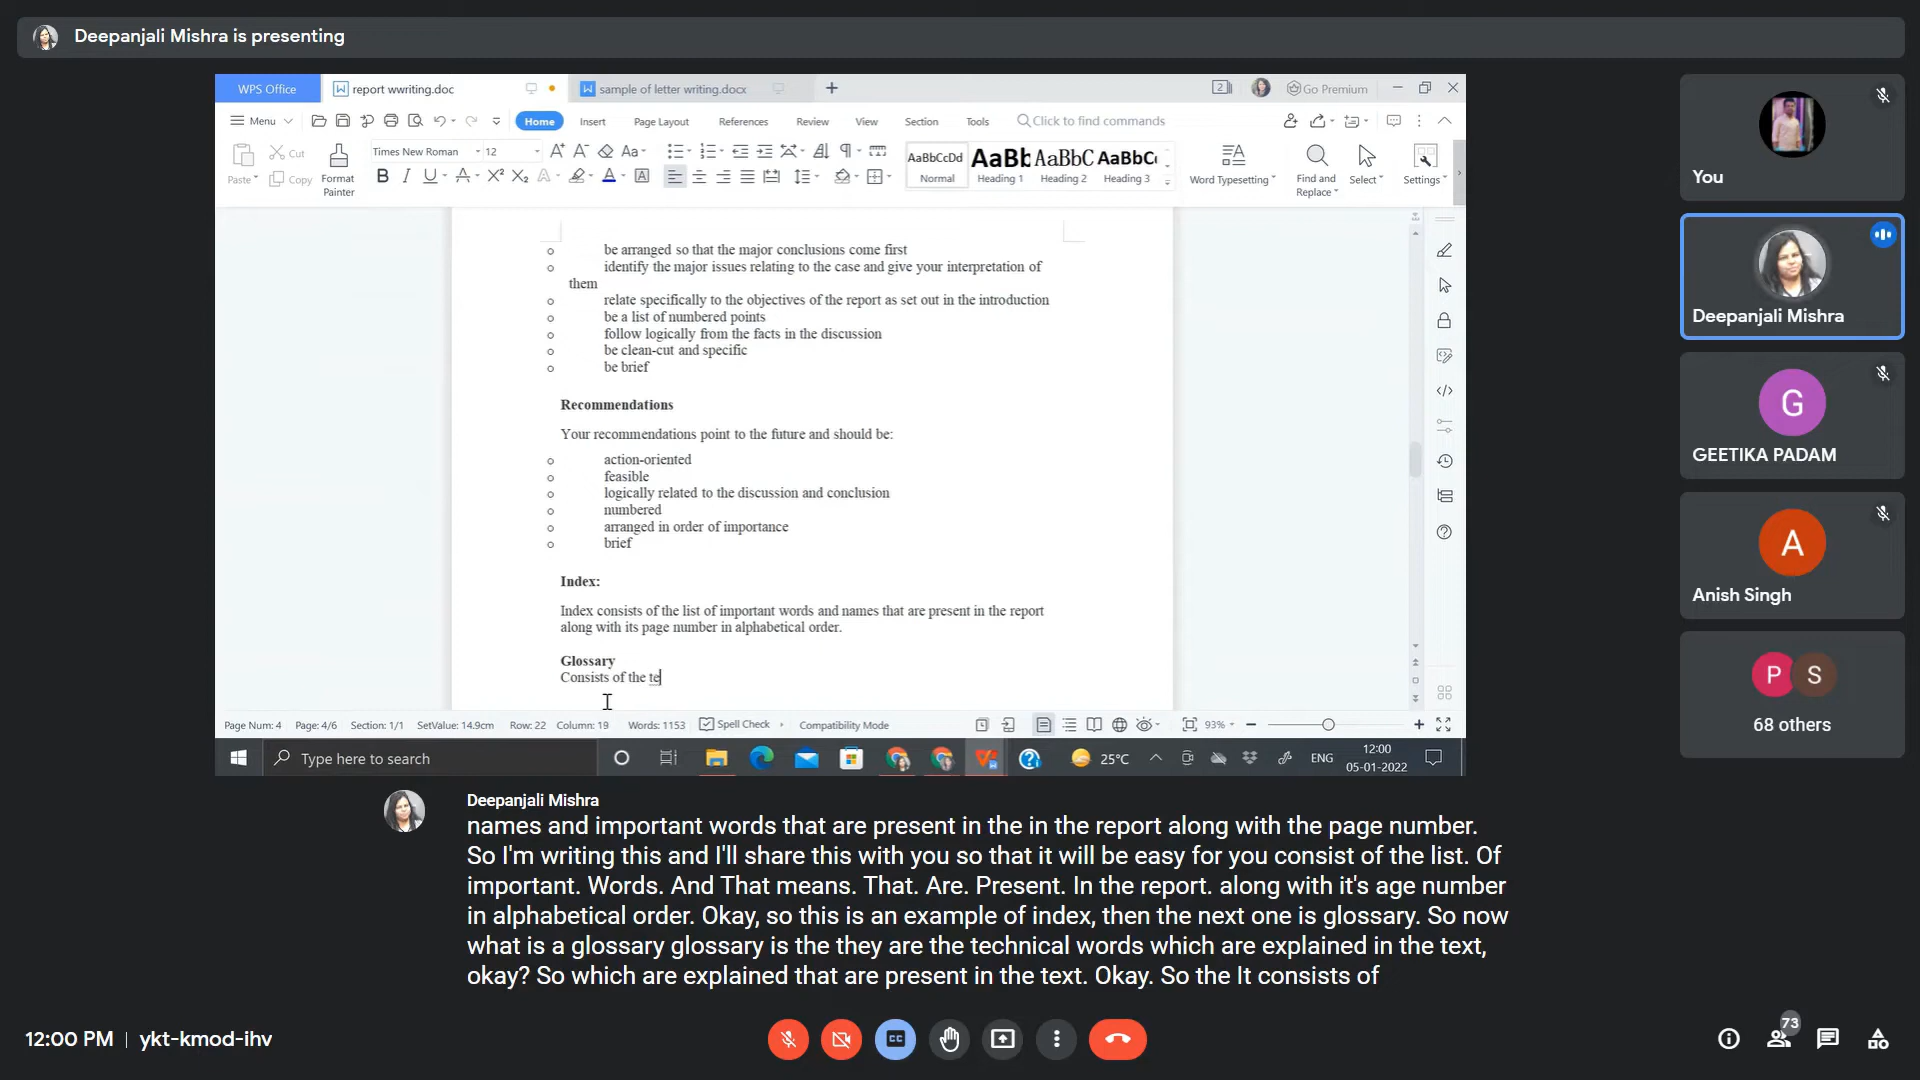 Deepanjali Mishra is presenting
WPS Office
report wwriting.doc
sample of letter writing.docx
Go Premium
Menu
Home
Insert
Page Layout
References
Review
View
Section
Tools
Click to find commands
Paste
Cut
Copy
Format Painter
Times New Roman
12
AaBbCcDd
Normal
AaBb
Heading 1
AaBbC
Heading 2
AaBbC
Heading 3
Word Typesetting
Find and Replace
Select
Settings
be arranged so that the major conclusions come first
identify the major issues relating to the case and give your interpretation of
them
relate specifically to the objectives of the report as set out in the introduction
be a list of numbered points
follow logically from the facts in the discussion
be clean-cut and specific
be brief
Recommendations
Your recommendations point to the future and should be:
action-oriented
feasible
logically related to the discussion and conclusion
numbered
arranged in order of importance
brief
Index:
Index consists of the list of important words and names that are present in the report
along with its page number in alphabetical order.
Glossary
Consists of the te
Page Num: 4 Page: 4/6 Section: 1/1 SetValue: 14.9cm Row: 22 Column: 19 Words: 1153 Spell Check Compatibility Mode 93%
Type here to search
25°C
ENG
12:00
05-01-2022
You
Deepanjali Mishra
G
GEETIKA PADAM
A
Anish Singh
P S
68 others
Deepanjali Mishra
names and important words that are present in the in the report along with the page number.
So I'm writing this and I'll share this with you so that it will be easy for you consist of the list. Of
important. Words. And That means. That. Are. Present. In the report. along with it's age number
in alphabetical order. Okay, so this is an example of index, then the next one is glossary. So now
what is a glossary glossary is the they are the technical words which are explained in the text,
okay? So which are explained that are present in the text. Okay. So the It consists of
12:00 PM | ykt-kmod-ihv
CC
73